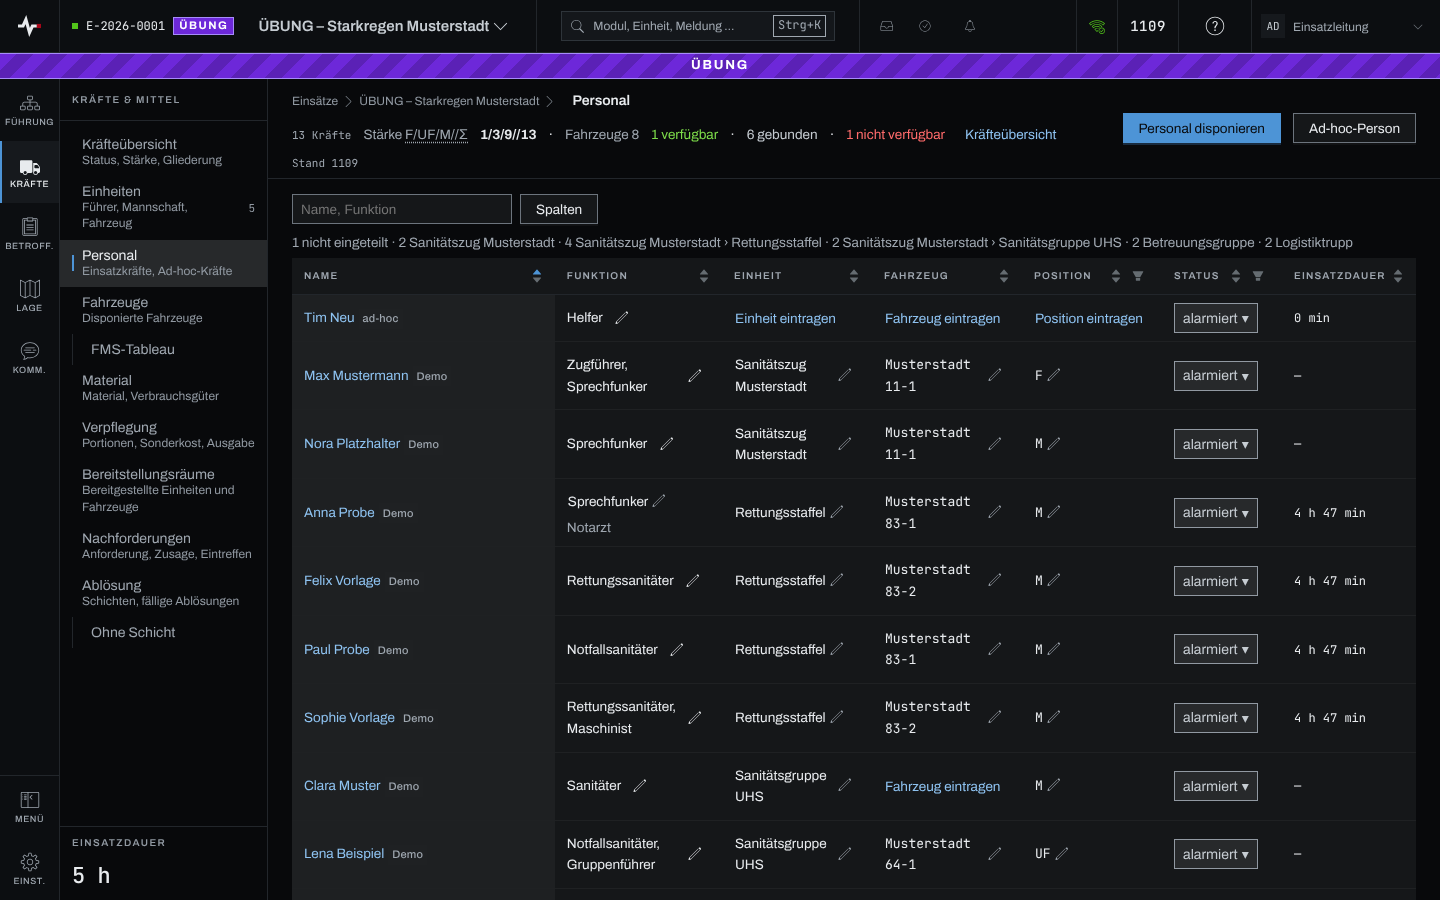 E-2026-0001 ÜBUNG ÜBUNG – Starkregen Musterstadt Modul, Einheit, Meldung ... Strg+K 1109 ? AD Einsatzleitung
ÜBUNG
FÜHRUNG
KRÄFTE
BETROFF.
LAGE
KOMM.
MENÜ
EINST.
KRÄFTE & MITTEL
Kräfteübersicht
Status, Stärke, Gliederung
Einheiten
Führer, Mannschaft,
Fahrzeug
5
Personal
Einsatzkräfte, Ad-hoc-Kräfte
Fahrzeuge
Disponierte Fahrzeuge
FMS-Tableau
Material
Material, Verbrauchsgüter
Verpflegung
Portionen, Sonderkost, Ausgabe
Bereitstellungsräume
Bereitgestellte Einheiten und
Fahrzeuge
Nachforderungen
Anforderung, Zusage, Eintreffen
Ablösung
Schichten, fällige Ablösungen
Ohne Schicht
EINSATZDAUER
5 h
Einsätze ÜBUNG – Starkregen Musterstadt Personal
13 Kräfte Stärke F/UF/M//Σ 1/3/9//13 · Fahrzeuge 8 1 verfügbar · 6 gebunden · 1 nicht verfügbar Kräfteübersicht
Stand 1109
Personal disponieren Ad-hoc-Person
Name, Funktion Spalten
1 nicht eingeteilt · 2 Sanitätszug Musterstadt · 4 Sanitätszug Musterstadt › Rettungsstaffel · 2 Sanitätszug Musterstadt › Sanitätsgruppe UHS · 2 Betreuungsgruppe · 2 Logistiktrupp
NAME FUNKTION EINHEIT FAHRZEUG POSITION STATUS EINSATZDAUER
Tim Neu ad-hoc Helfer Einheit eintragen Fahrzeug eintragen Position eintragen alarmiert ▾ 0 min
Max Mustermann Demo Zugführer, Sprechfunker Sanitätszug Musterstadt Musterstadt 11-1 F alarmiert ▾ –
Nora Platzhalter Demo Sprechfunker Sanitätszug Musterstadt Musterstadt 11-1 M alarmiert ▾ –
Anna Probe Demo Sprechfunker Notarzt Rettungsstaffel Musterstadt 83-1 M alarmiert ▾ 4 h 47 min
Felix Vorlage Demo Rettungssanitäter Rettungsstaffel Musterstadt 83-2 M alarmiert ▾ 4 h 47 min
Paul Probe Demo Notfallsanitäter Rettungsstaffel Musterstadt 83-1 M alarmiert ▾ 4 h 47 min
Sophie Vorlage Demo Rettungssanitäter, Maschinist Rettungsstaffel Musterstadt 83-2 M alarmiert ▾ 4 h 47 min
Clara Muster Demo Sanitäter Sanitätsgruppe UHS Fahrzeug eintragen M alarmiert ▾ –
Lena Beispiel Demo Notfallsanitäter, Gruppenführer Sanitätsgruppe UHS Musterstadt 64-1 UF alarmiert ▾ –